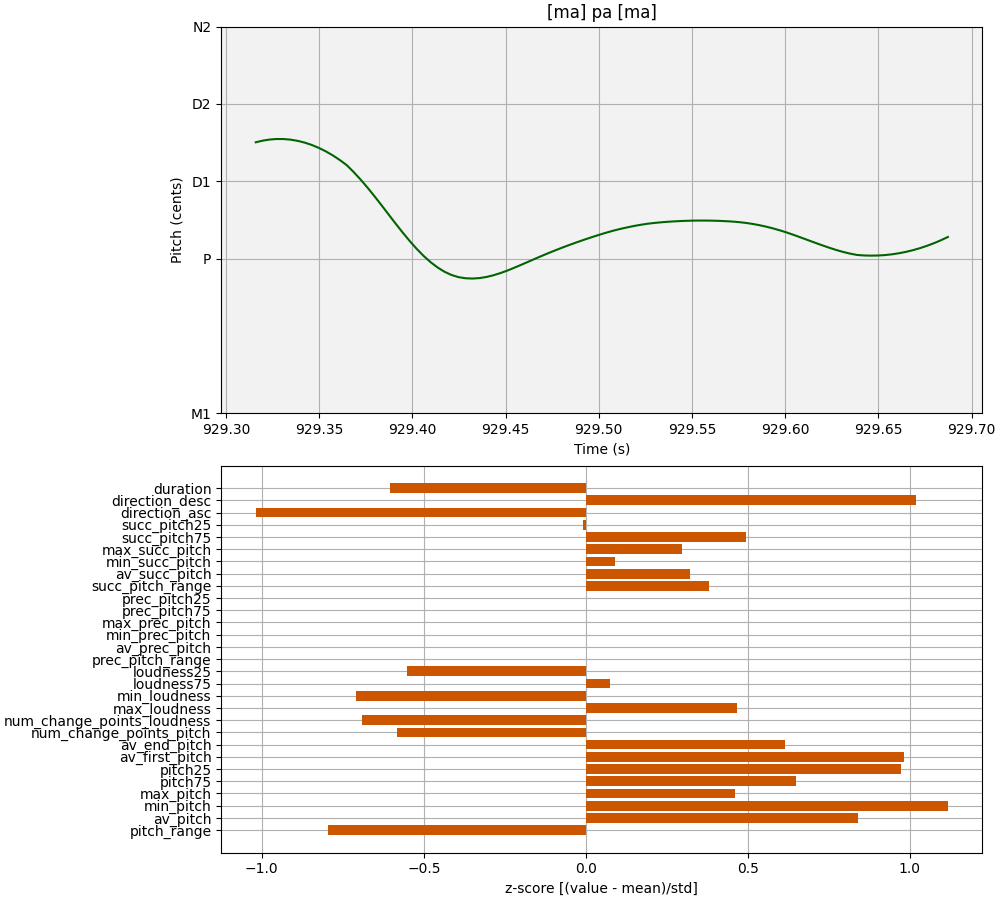 [ma] pa [ma]
N2
D2
D1
P
M1
Pitch (cents)
929.30 929.35 929.40 929.45 929.50 929.55 929.60 929.65 929.70
Time (s)
duration
direction_desc
direction_asc
succ_pitch25
succ_pitch75
max_succ_pitch
min_succ_pitch
av_succ_pitch
succ_pitch_range
prec_pitch25
prec_pitch75
max_prec_pitch
min_prec_pitch
av_prec_pitch
prec_pitch_range
loudness25
loudness75
min_loudness
max_loudness
num_change_points_loudness
num_change_points_pitch
av_end_pitch
av_first_pitch
pitch25
pitch75
max_pitch
min_pitch
av_pitch
pitch_range
−1.0 −0.5 0.0 0.5 1.0
z-score [(value - mean)/std]